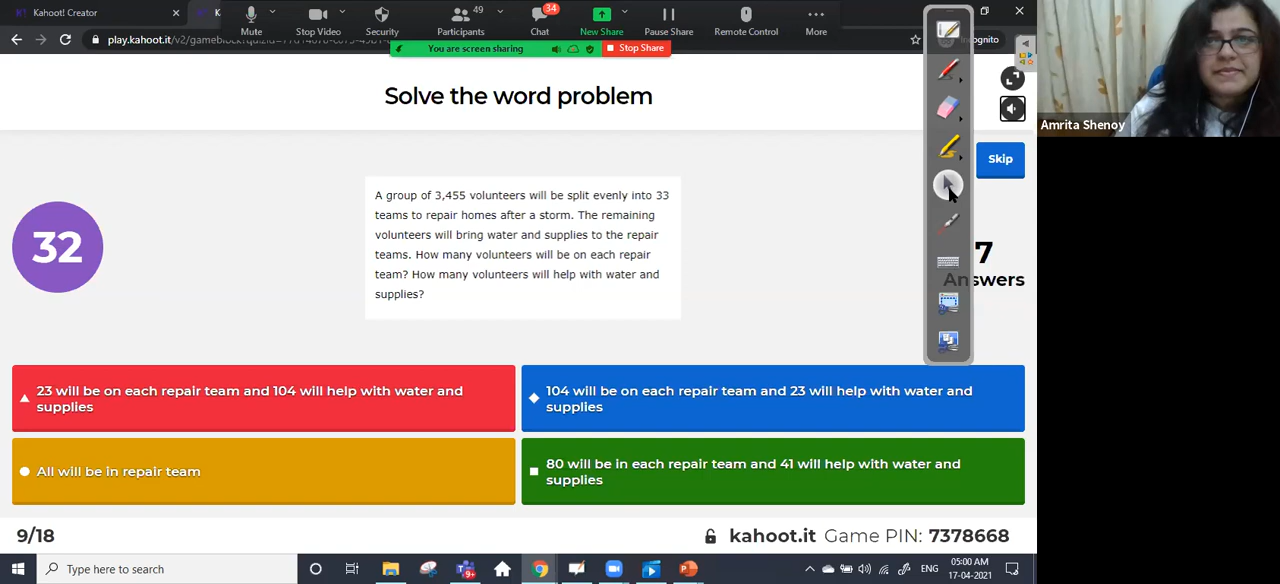 Kahoot! Creator
K
Mute
Stop Video
Security
49
Participants
34
Chat
New Share
Pause Share
Remote Control
More
play.kahoot.it/v2/gameblock
You are screen sharing
Stop Share
Amrita Shenoy
Solve the word problem
Skip
A group of 3,455 volunteers will be split evenly into 33
teams to repair homes after a storm. The remaining
volunteers will bring water and supplies to the repair
teams. How many volunteers will be on each repair
team? How many volunteers will help with water and
supplies?
32
7
Answers
23 will be on each repair team and 104 will help with water and
supplies
104 will be on each repair team and 23 will help with water and
supplies
All will be in repair team
80 will be in each repair team and 41 will help with water and
supplies
9/18
kahoot.it Game PIN: 7378668
Type here to search
9+
ENG
05:00 AM
17-04-2021